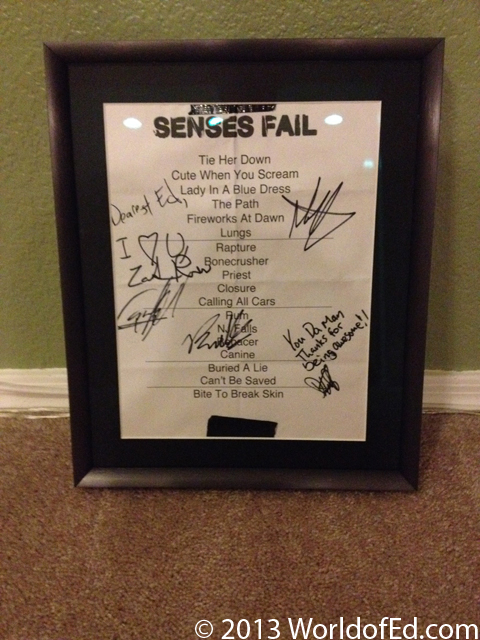 SENSES FAIL
Tie Her Down
Cute When You Scream
Lady In A Blue Dress
The Path
Fireworks At Dawn
Lungs
Rapture
Bonecrusher
Priest
Closure
Calling All Cars
Rum
NJ Falls
Canine
Buried A Lie
Can't Be Saved
Bite To Break Skin
Dearest Ed,
I ♡ U
You Da Man
Thanks for
being awesome!!
© 2013 WorldofEd.com